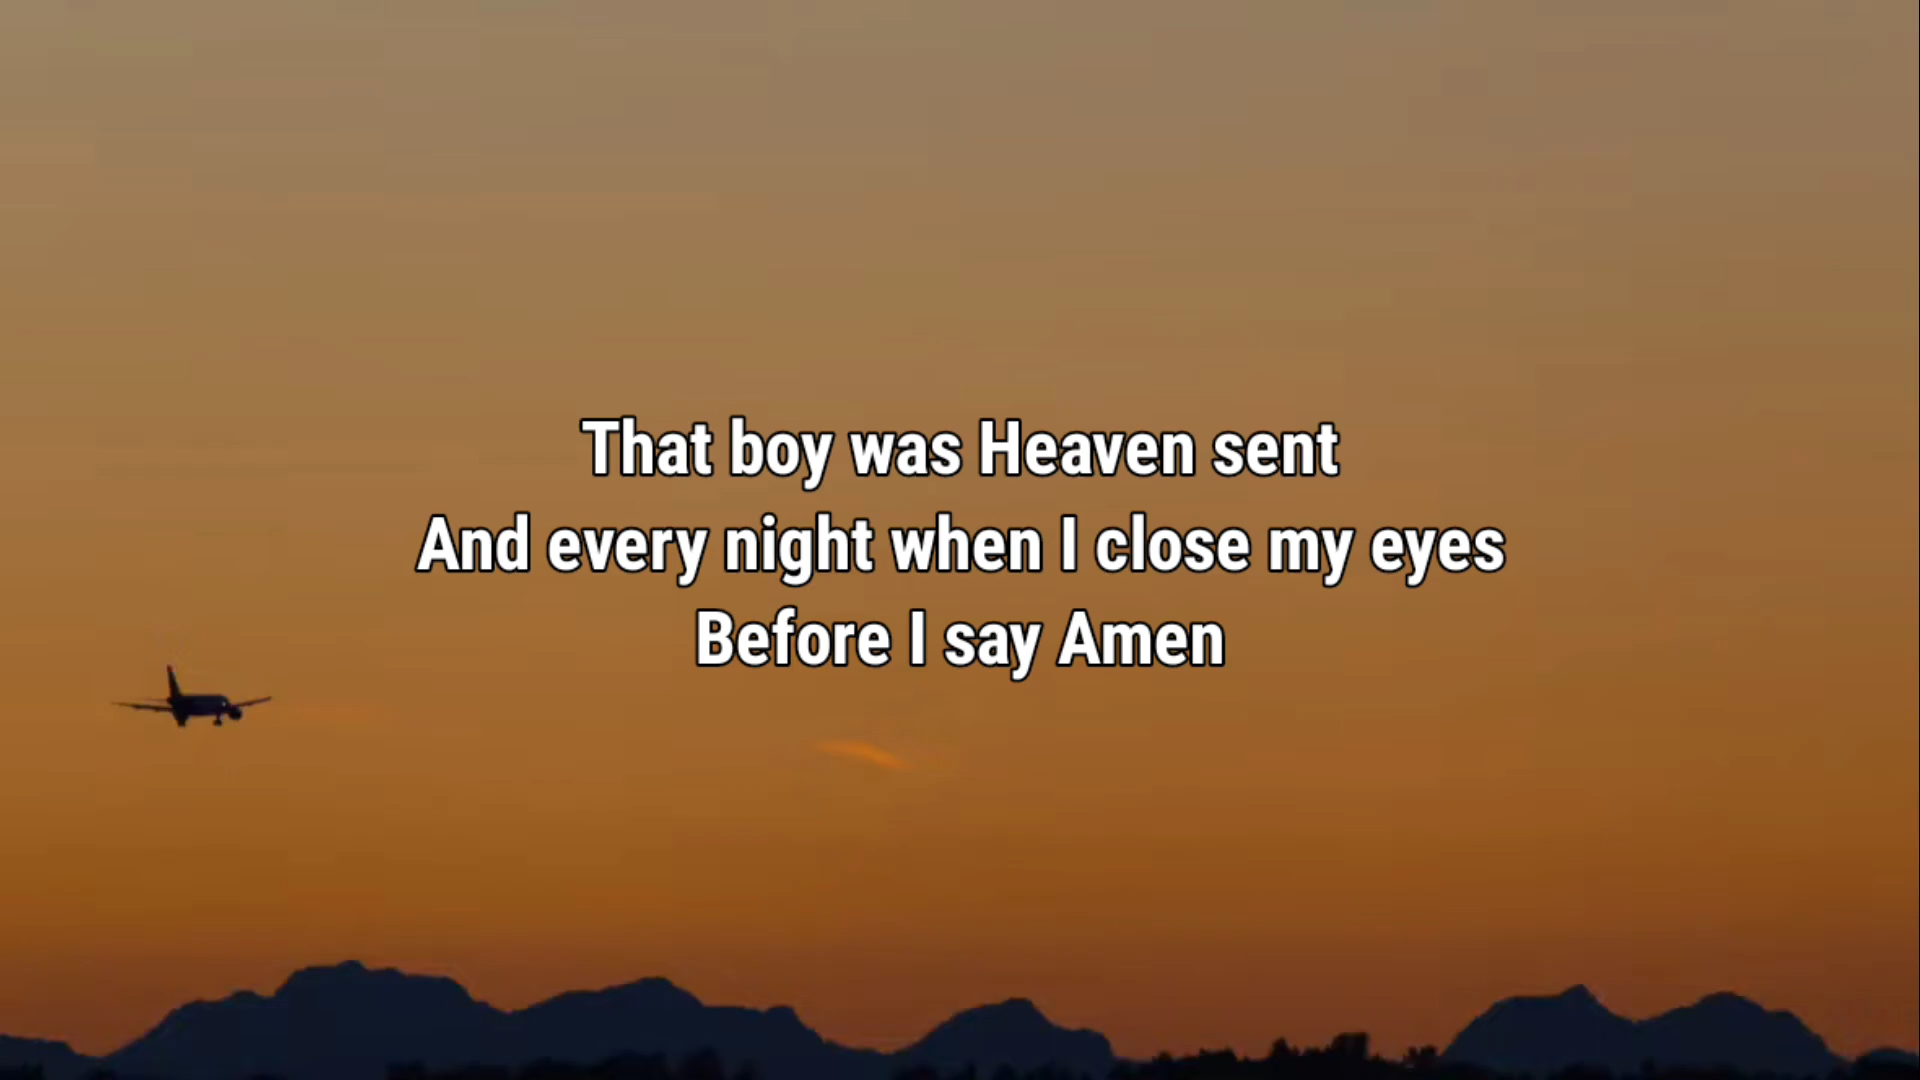 That boy was Heaven sent
And every night when I close my eyes
Before I say Amen